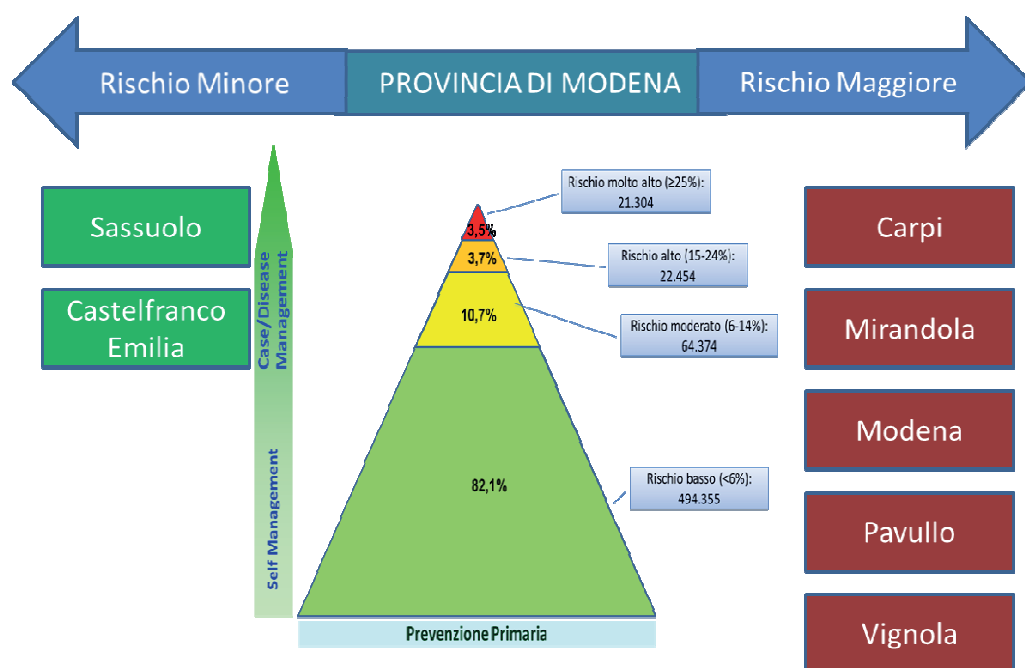 Rischio Minore
PROVINCIA DI MODENA
Rischio Maggiore
Sassuolo
Castelfranco
Emilia
Case/Disease
Management
Self Management
3,5%
3,7%
10,7%
82,1%
Prevenzione Primaria
Rischio molto alto (≥25%):
21.304
Rischio alto (15-24%):
22.454
Rischio moderato (6-14%):
64.374
Rischio basso (<6%):
494.355
Carpi
Mirandola
Modena
Pavullo
Vignola